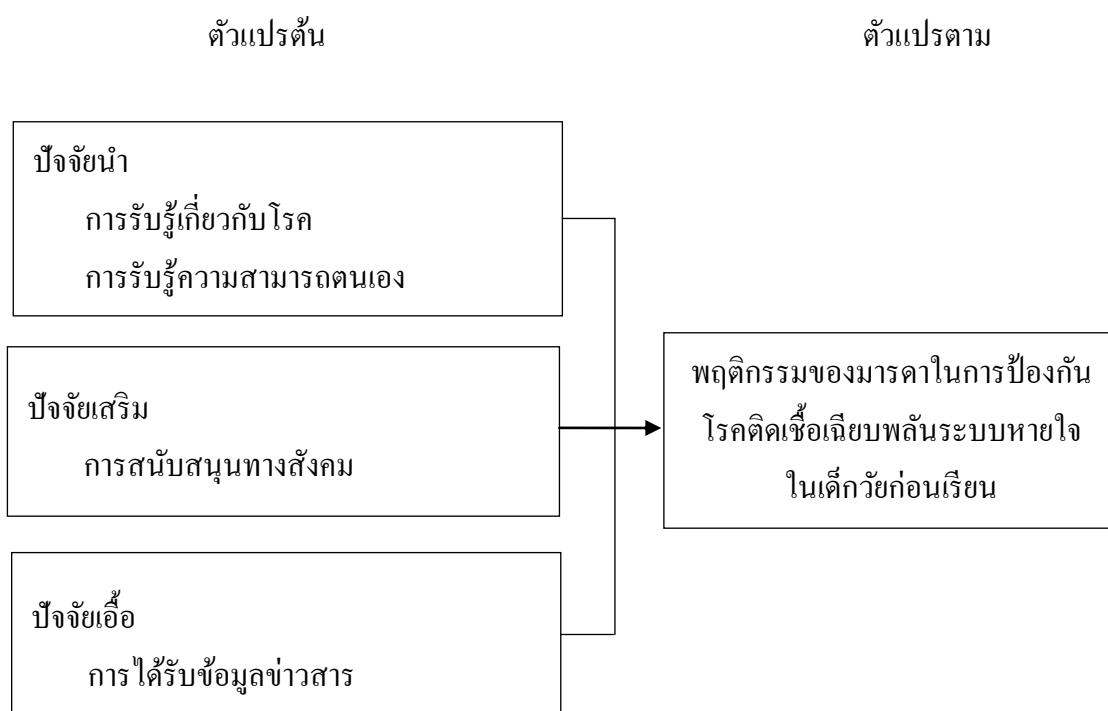 ตัวแปรต้น
ตัวแปรตาม
ปัจจัยนำ
การรับรู้เกี่ยวกับโรค
การรับรู้ความสามารถตนเอง
ปัจจัยเสริม
การสนับสนุนทางสังคม
ปัจจัยเอื้อ
การได้รับข้อมูลข่าวสาร
พฤติกรรมของมารดาในการป้องกัน
โรคติดเชื้อเฉียบพลันระบบหายใจ
ในเด็กวัยก่อนเรียน